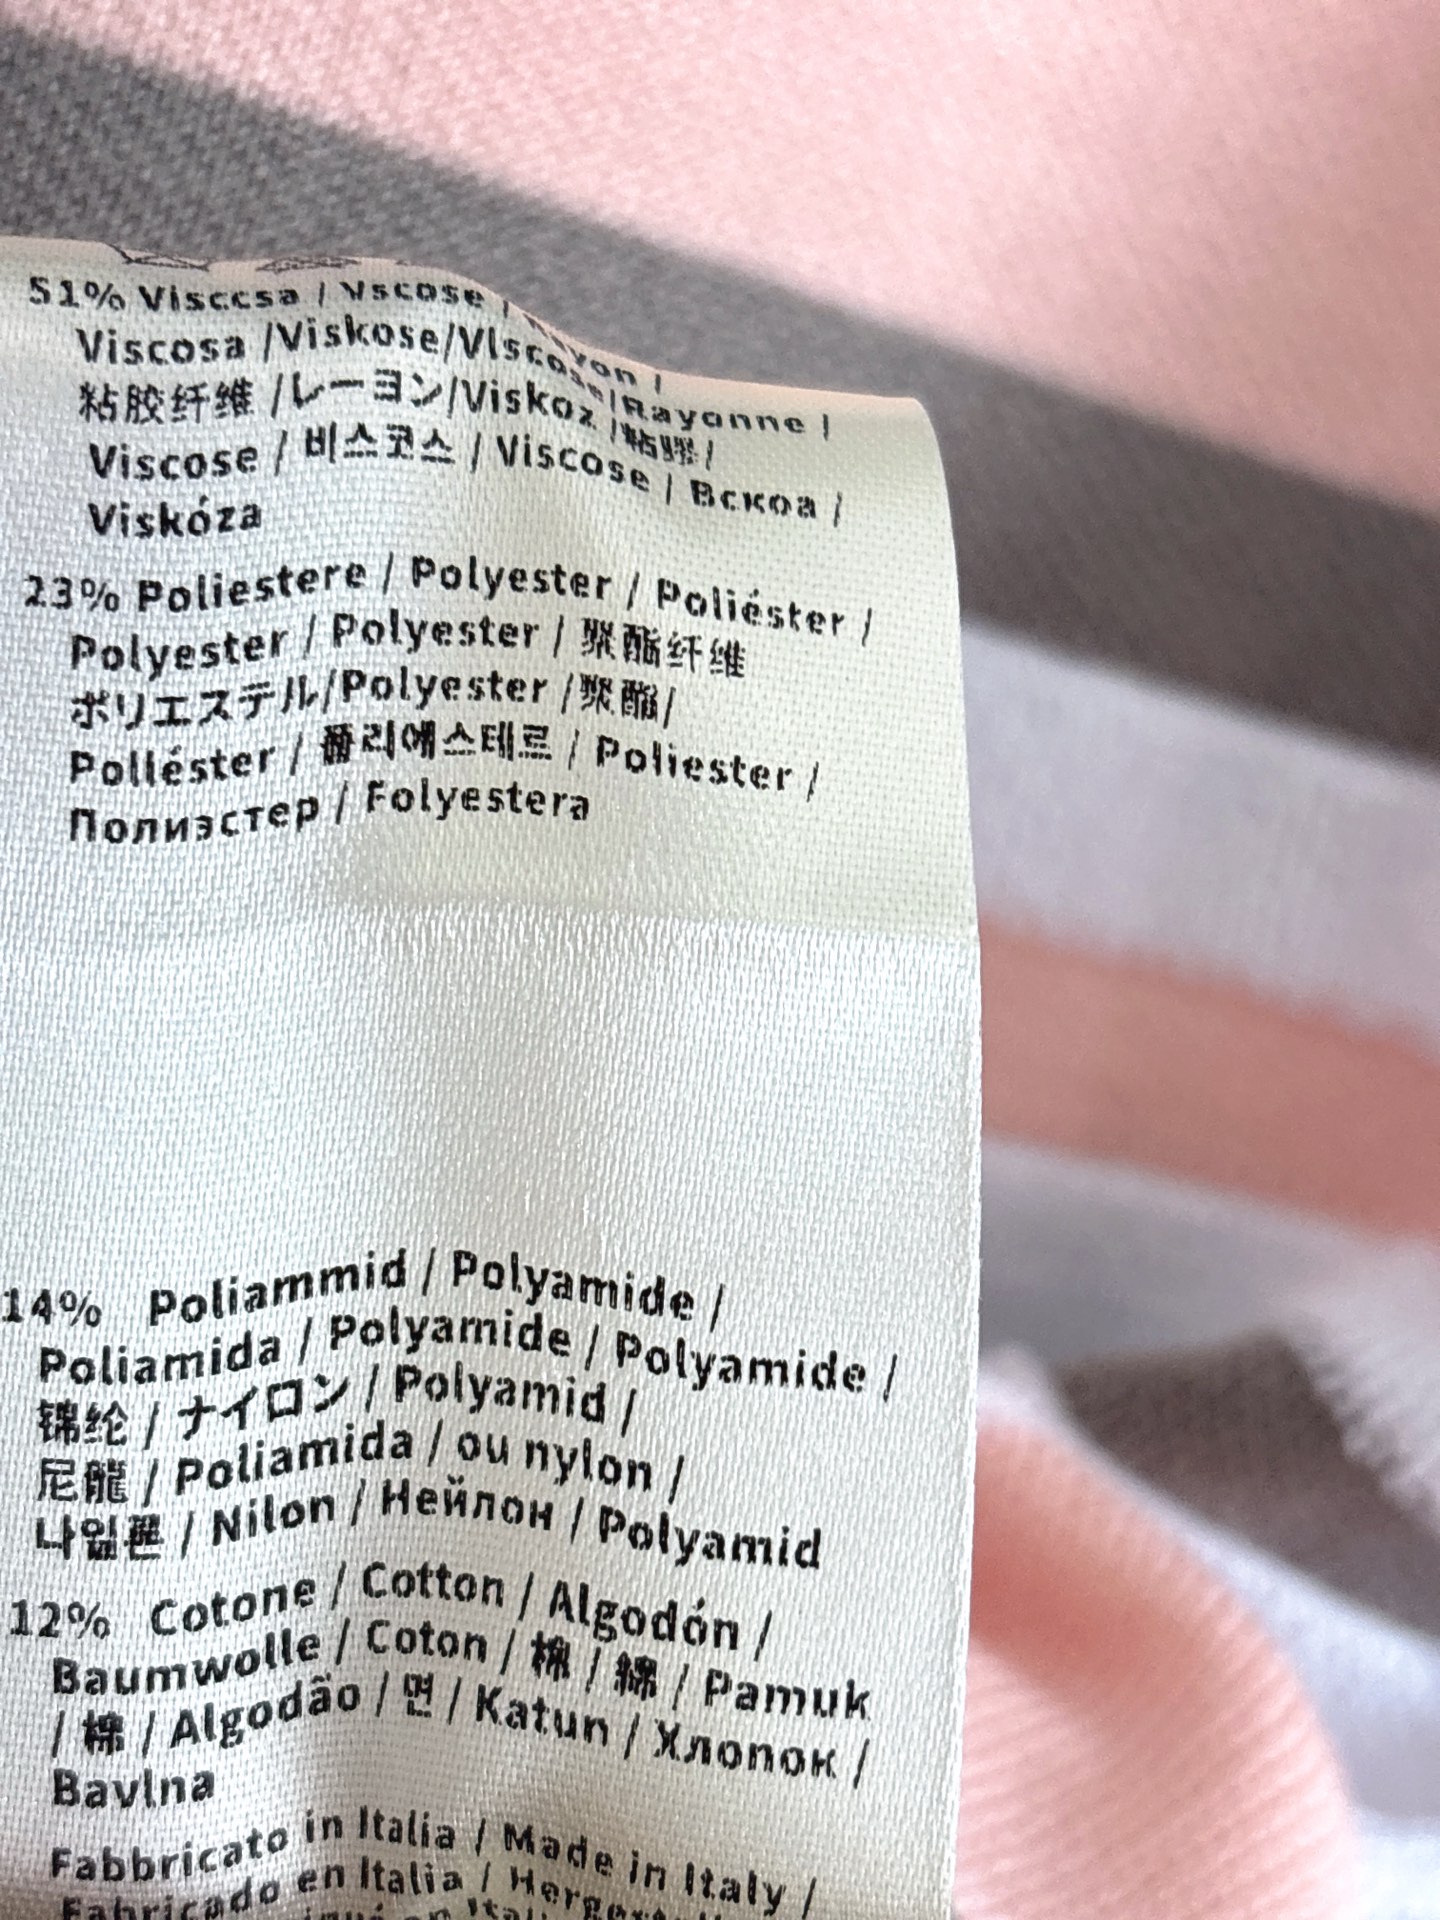 51% Visccsa / Vscose /
Viscosa /Viskose/Vlscose/Rayonne /
粘胶纤维 /レーヨン/Viskoz /粘膠/
Viscose / 비스코스 / Viscose / Вскоа /
Viskóza
23% Poliestere / Polyester / Poliéster /
Polyester / Polyester / 聚酯纤维
ポリエステル/Polyester /聚酯/
Polléster / 폴리에스테르 / Poliester /
Полиэстер / Folyestera
14% Poliammid / Polyamide /
Poliamida / Polyamide / Polyamide /
锦纶 / ナイロン / Polyamid /
尼龍 / Poliamida / ou nylon /
나일론 / Nilon / Нейлон / Polyamid
12% Cotone / Cotton / Algodón /
Baumwolle / Coton / 棉 / 綿 / Pamuk
/ 棉 / Algodão / 면 / Katun / Хлопок /
Bavlna
Fabbricato in Italia / Made in Italy /
Fabricado en Italia /